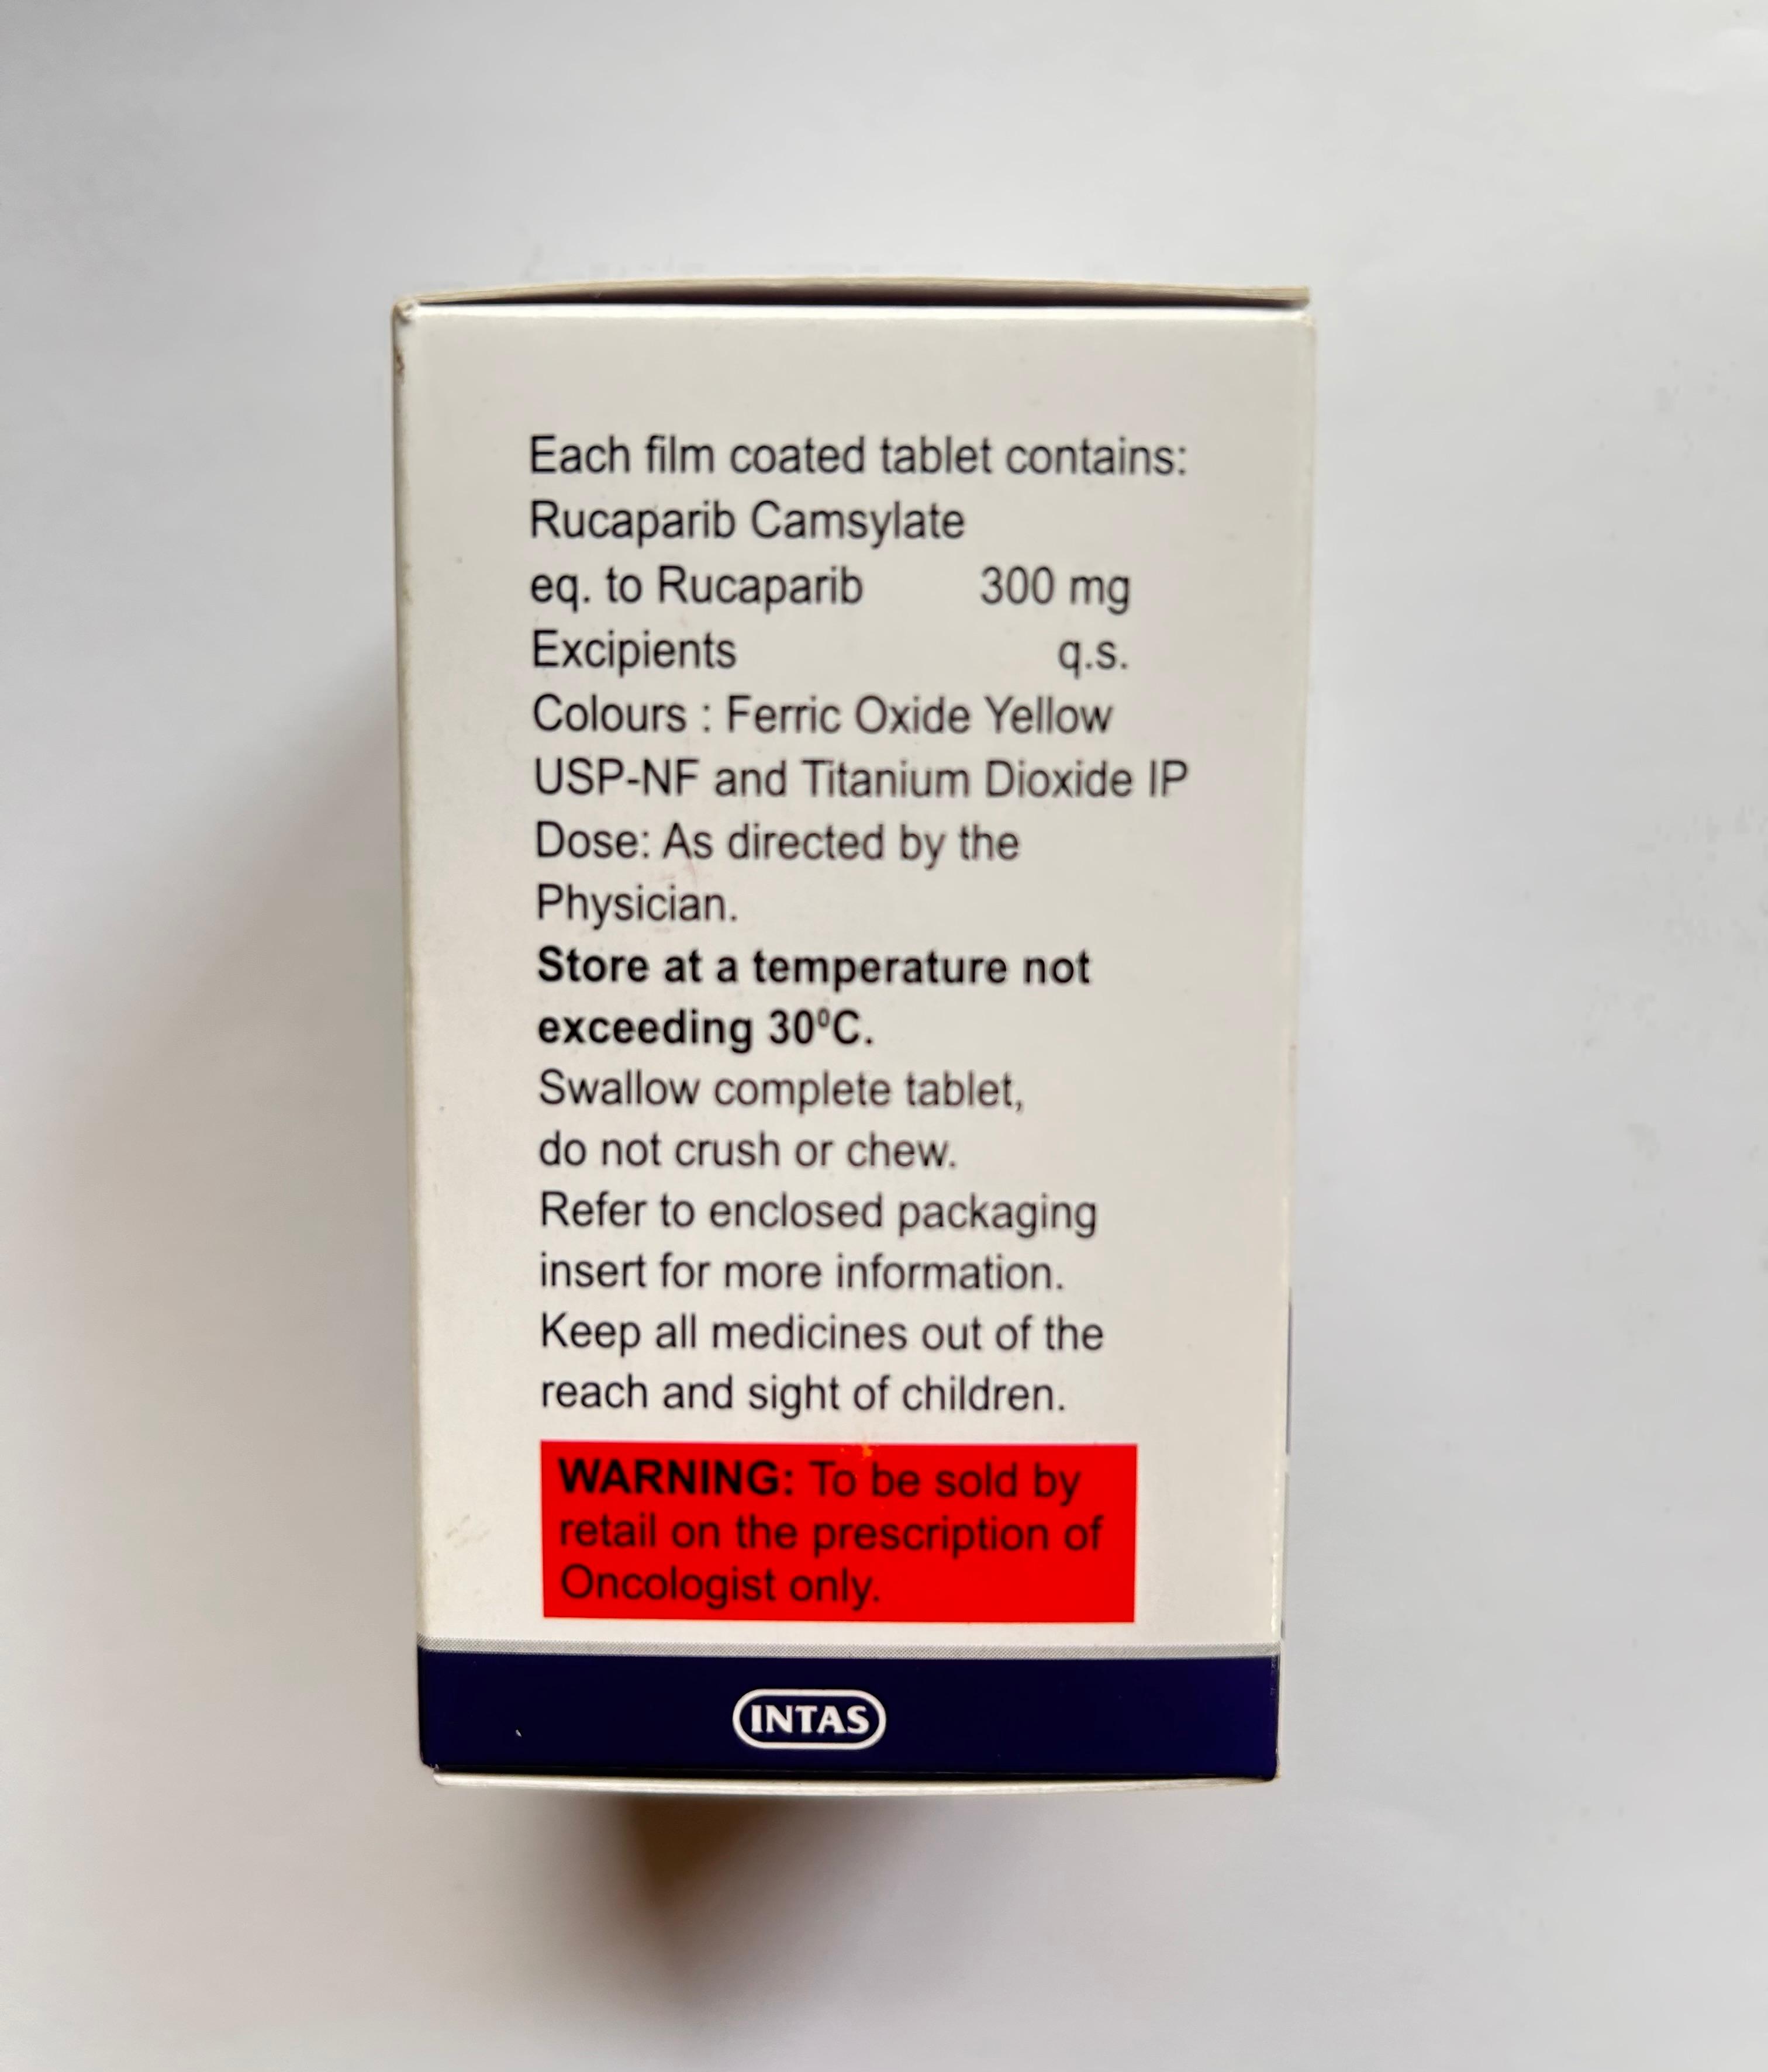 Each film coated tablet contains:
Rucaparib Camsylate
eq. to Rucaparib 300 mg
Excipients q.s.
Colours : Ferric Oxide Yellow
USP-NF and Titanium Dioxide IP
Dose: As directed by the
Physician.
Store at a temperature not
exceeding 30⁰C.
Swallow complete tablet,
do not crush or chew.
Refer to enclosed packaging
insert for more information.
Keep all medicines out of the
reach and sight of children.
WARNING: To be sold by
retail on the prescription of
Oncologist only.
INTAS